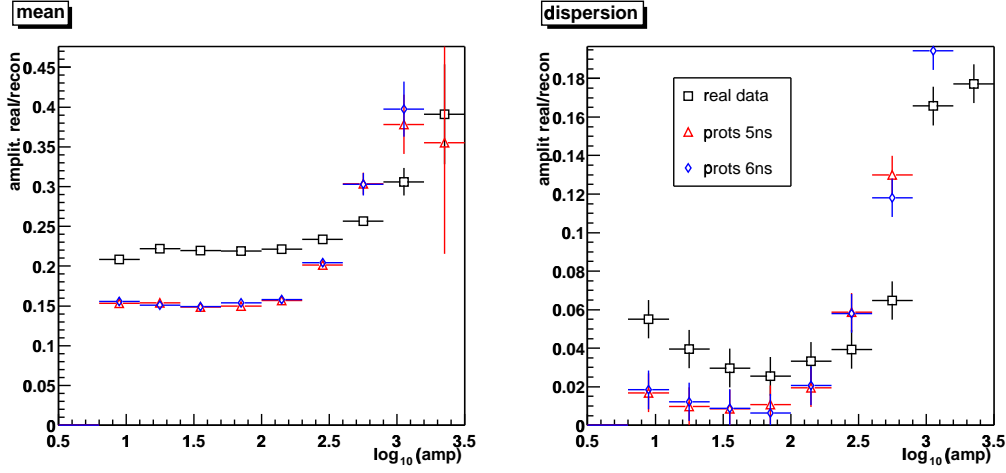 mean
amplit. real/recon
0.45
0.4
0.35
0.3
0.25
0.2
0.15
0.1
0.05
0
0.5 1 1.5 2 2.5 3 3.5
log10 (amp)
dispersion
amplit real/recon
0.18
0.16
0.14
0.12
0.1
0.08
0.06
0.04
0.02
0
real data
prots 5ns
prots 6ns
0.5 1 1.5 2 2.5 3 3.5
log10 (amp)